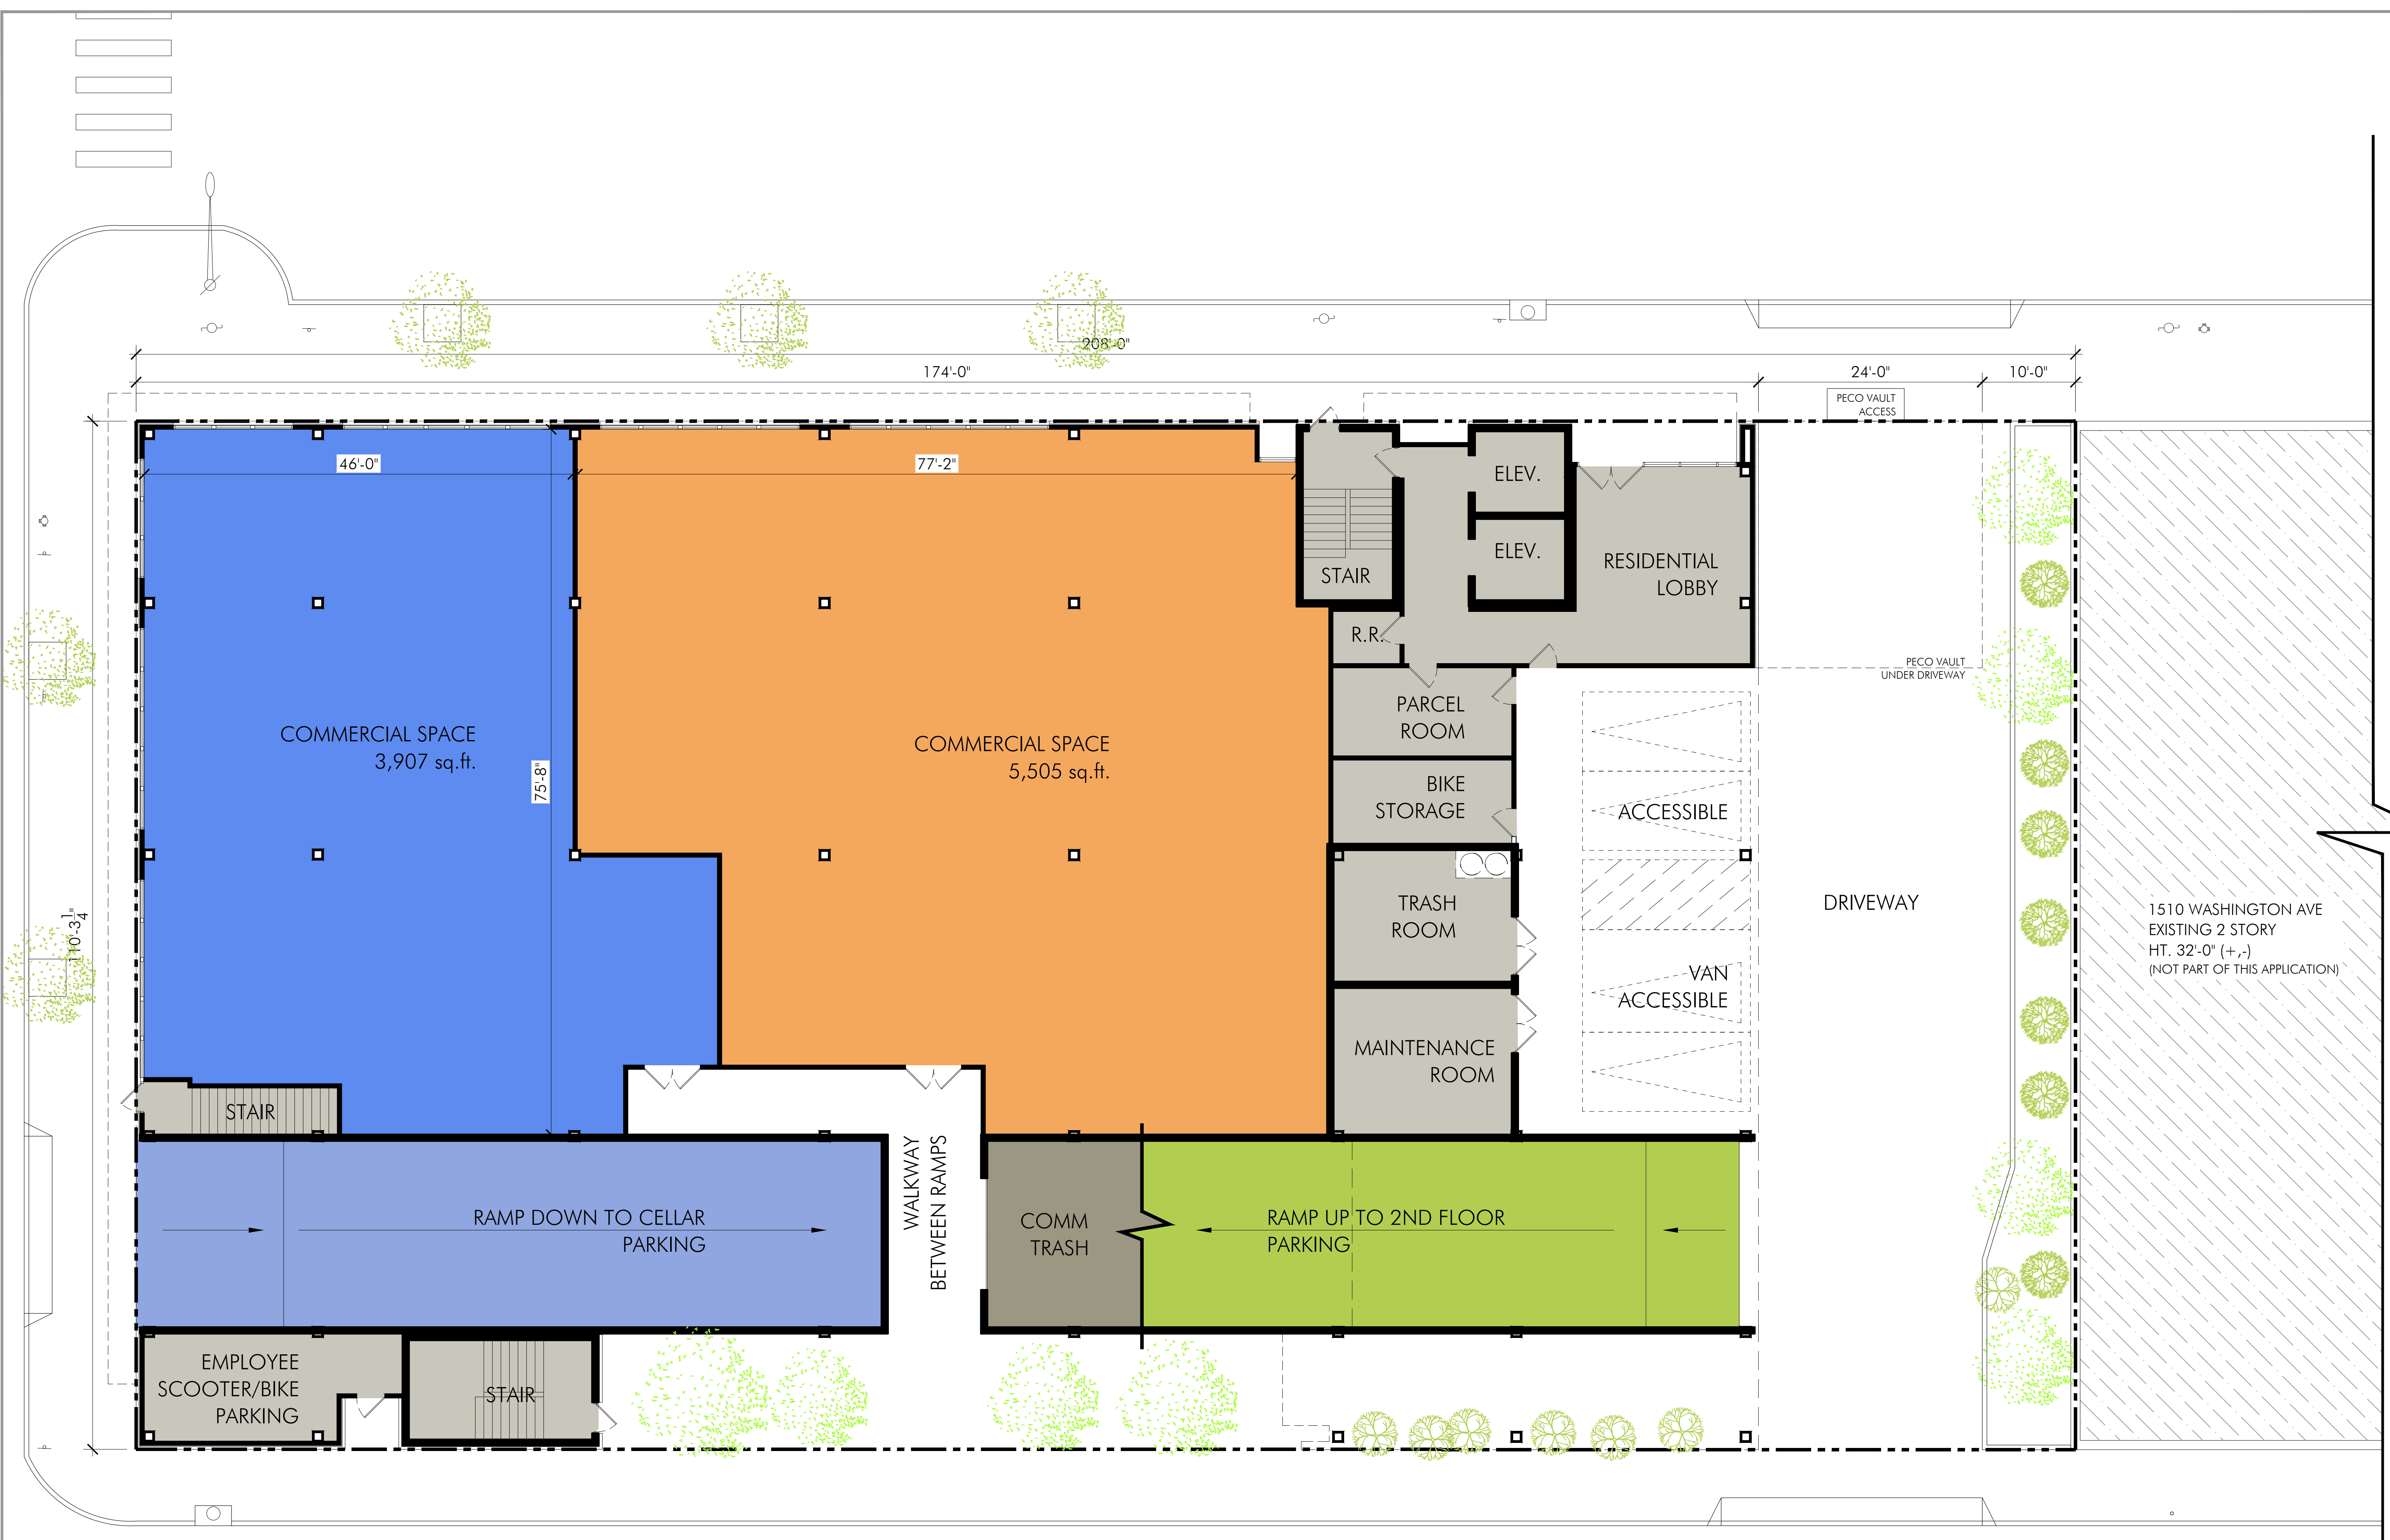 208'-0"
174'-0"
24'-0"
10'-0"
PECO VAULT
ACCESS
46'-0"
77'-2"
ELEV.
ELEV.
STAIR
RESIDENTIAL
LOBBY
R.R.
PECO VAULT
UNDER DRIVEWAY
PARCEL
ROOM
COMMERCIAL SPACE
3,907 sq.ft.
75'-8"
COMMERCIAL SPACE
5,505 sq.ft.
BIKE
STORAGE
ACCESSIBLE
TRASH
ROOM
DRIVEWAY
110'-3 1/4"
1510 WASHINGTON AVE
EXISTING 2 STORY
HT. 32'-0" (+,-)
(NOT PART OF THIS APPLICATION)
VAN
ACCESSIBLE
MAINTENANCE
ROOM
STAIR
WALKWAY
BETWEEN RAMPS
RAMP DOWN TO CELLAR
PARKING
COMM
TRASH
RAMP UP TO 2ND FLOOR
PARKING
EMPLOYEE
SCOOTER/BIKE
PARKING
STAIR